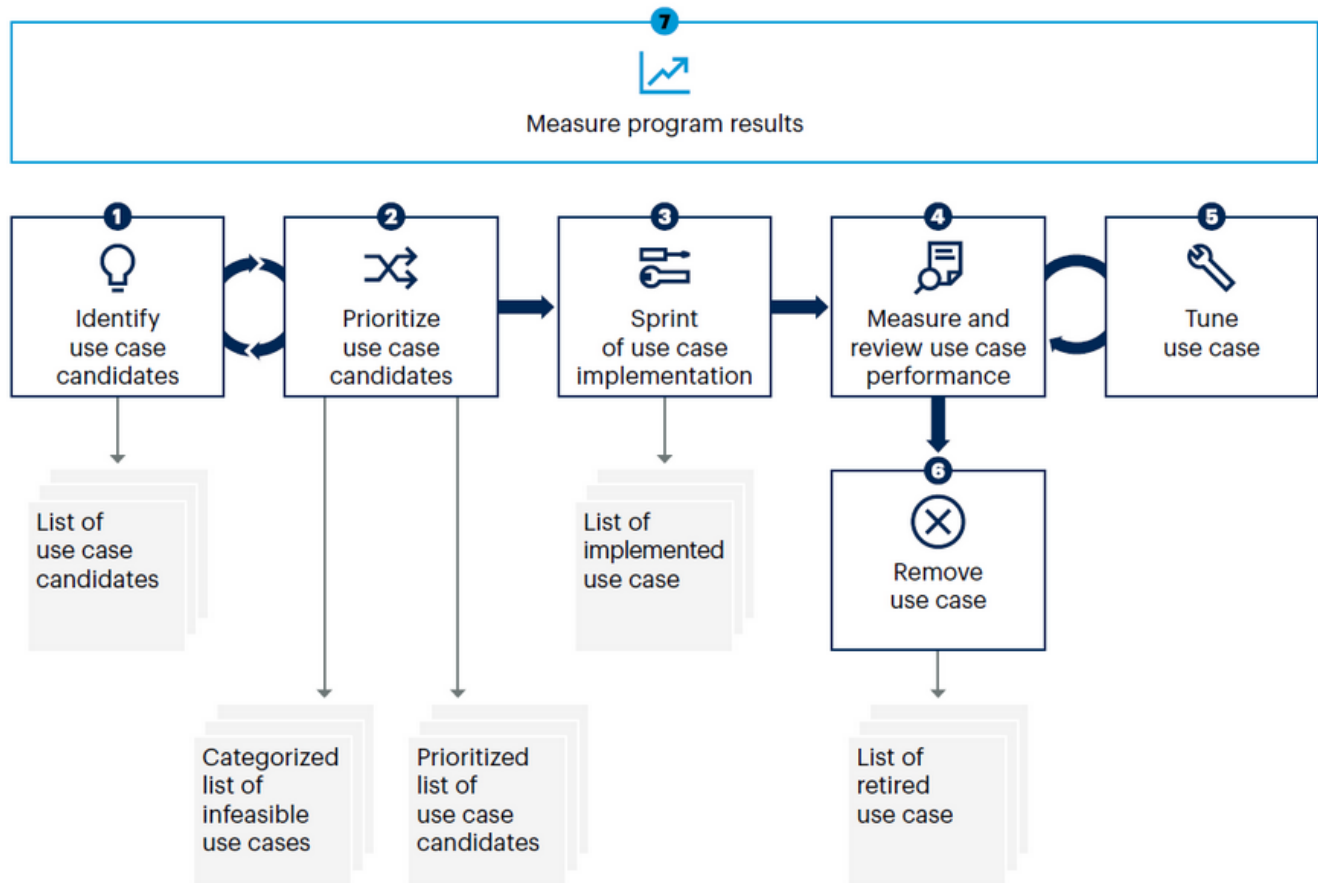 7
Measure program results
1
Identify
use case
candidates
2
Prioritize
use case
candidates
3
Sprint
of use case
implementation
4
Measure and
review use case
performance
5
Tune
use case
6
Remove
use case
List of
use case
candidates
List of
implemented
use case
Categorized
list of
infeasible
use cases
Prioritized
list of
use case
candidates
List of
retired
use case